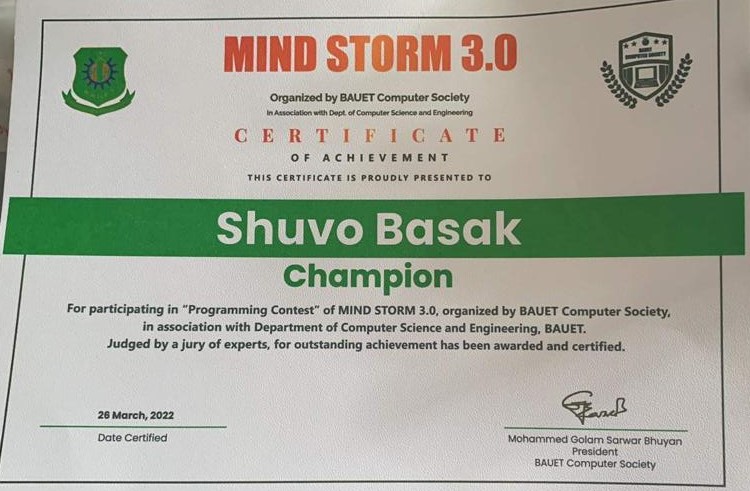 MIND STORM 3.0
BAUET
COMPUTER SOCIETY
Organized by BAUET Computer Society
In Association with Dept. of Computer Science and Engineering
CERTIFICATE
OF ACHIEVEMENT
THIS CERTIFICATE IS PROUDLY PRESENTED TO
Shuvo Basak
Champion
For participating in "Programming Contest" of MIND STORM 3.0, organized by BAUET Computer Society,
in association with Department of Computer Science and Engineering, BAUET.
Judged by a jury of experts, for outstanding achievement has been awarded and certified.
26 March, 2022
Date Certified
Mohammed Golam Sarwar Bhuyan
President
BAUET Computer Society